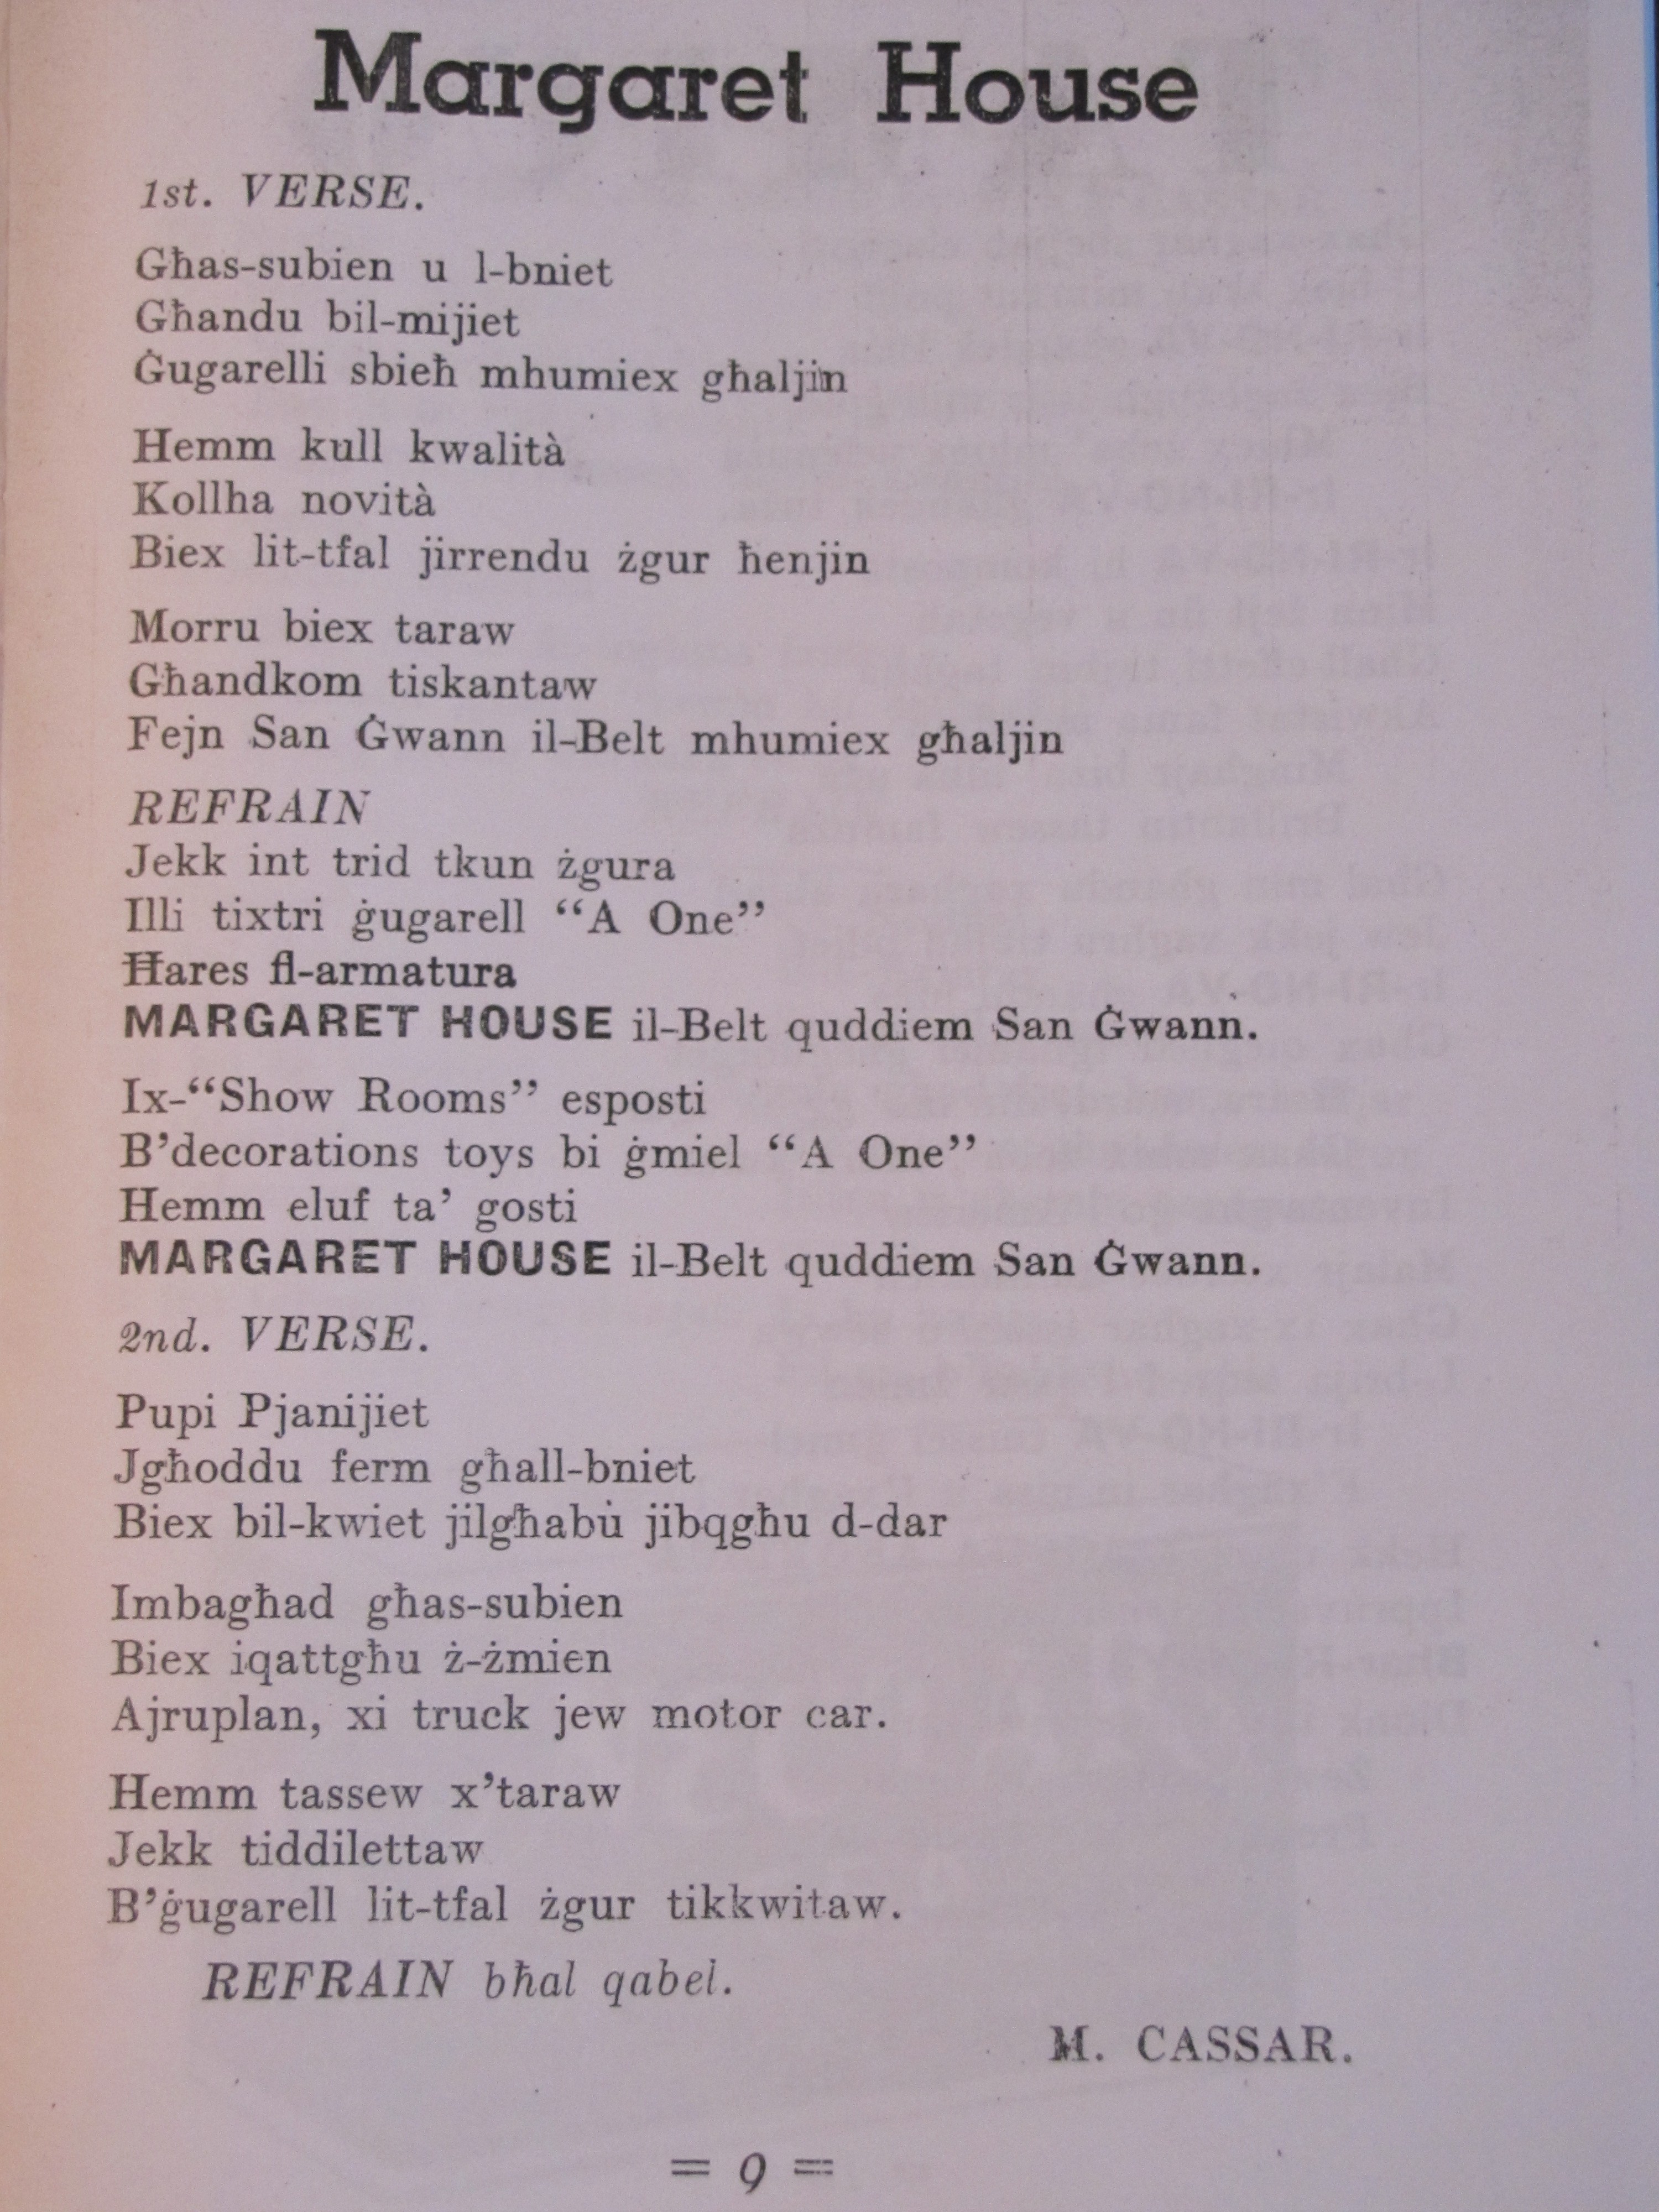 Margaret House
1st. VERSE.
Għas-subien u l-bniet
Għandu bil-mijiet
Ġugarelli sbieħ mhumiex għaljin
Hemm kull kwalità
Kollha novità
Biex lit-tfal jirrendu żgur ħenjin
Morru biex taraw
Għandkom tiskantaw
Fejn San Ġwann il-Belt mhumiex għaljin
REFRAIN
Jekk int trid tkun żgura
Illi tixtri ġugarell “A One”
Ħares fl-armatura
MARGARET HOUSE il-Belt quddiem San Ġwann.
Ix-“Show Rooms” esposti
B’decorations toys bi ġmiel “A One”
Hemm eluf ta’ gosti
MARGARET HOUSE il-Belt quddiem San Ġwann.
2nd. VERSE.
Pupi Pjanijiet
Jgħoddu ferm għall-bniet
Biex bil-kwiet jilgħabu jibqgħu d-dar
Imbagħad għas-subien
Biex iqattgħu ż-żmien
Ajruplan, xi truck jew motor car.
Hemm tassew x’taraw
Jekk tiddilettaw
B’ġugarell lit-tfal żgur tikkwitaw.
REFRAIN bħal qabel.
M. CASSAR.
= 9 =